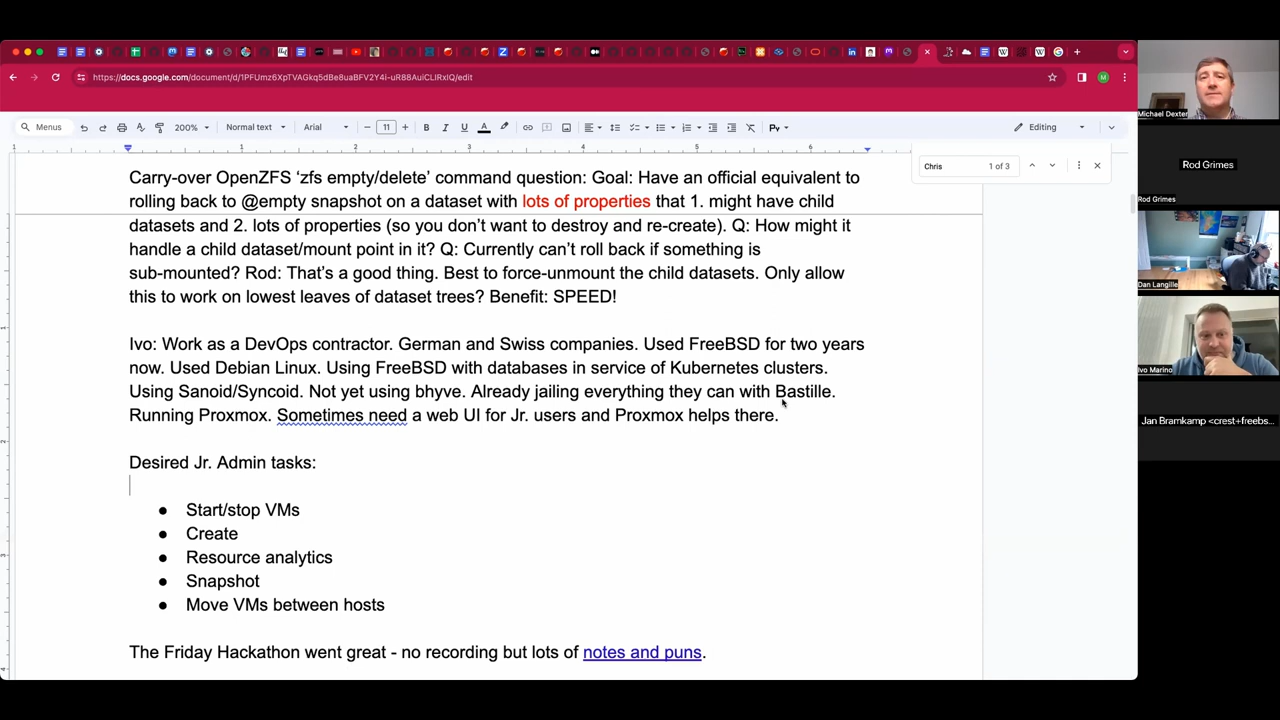 https://docs.google.com/document/d/1PFUmz6XpTVAGkq5dBe8uaBFV2Y4i-uR88AuiCLlRxIQ/edit
Menus
200%
Normal text
Arial
11
Editing
Chris
1 of 3
Carry-over OpenZFS ‘zfs empty/delete’ command question: Goal: Have an official equivalent to
rolling back to @empty snapshot on a dataset with lots of properties that 1. might have child
datasets and 2. lots of properties (so you don’t want to destroy and re-create). Q: How might it
handle a child dataset/mount point in it? Q: Currently can’t roll back if something is
sub-mounted? Rod: That’s a good thing. Best to force-unmount the child datasets. Only allow
this to work on lowest leaves of dataset trees? Benefit: SPEED!
Ivo: Work as a DevOps contractor. German and Swiss companies. Used FreeBSD for two years
now. Used Debian Linux. Using FreeBSD with databases in service of Kubernetes clusters.
Using Sanoid/Syncoid. Not yet using bhyve. Already jailing everything they can with Bastille.
Running Proxmox. Sometimes need a web UI for Jr. users and Proxmox helps there.
Desired Jr. Admin tasks:
● Start/stop VMs
● Create
● Resource analytics
● Snapshot
● Move VMs between hosts
The Friday Hackathon went great - no recording but lots of notes and puns.
Michael Dexter
Rod Grimes
Rod Grimes
Dan Langille
Ivo Marino
Jan Bramkamp <crest+freebs...